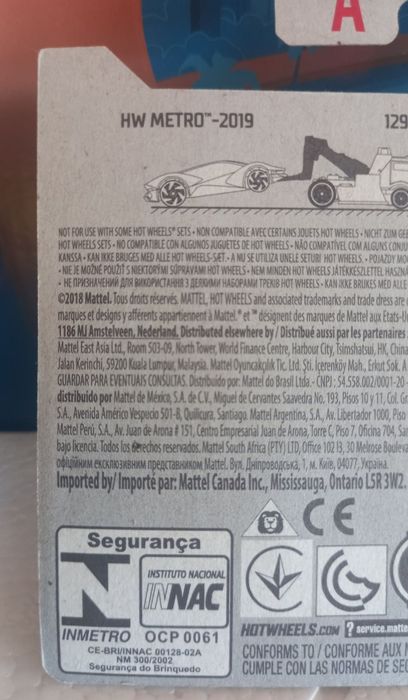 A
HW METRO™-2019
129
NOT FOR USE WITH SOME HOT WHEELS® SETS • NON COMPATIBLE AVEC CERTAINS JOUETS HOT WHEELS • NICHT ZUM GE
HOT WHEELS SETS • NO COMPATIBLE CON ALGUNOS JUGUETES DE HOT WHEELS • NÃO COMPATÍVEL COM ALGUNS CONJU
KANSSA • KAN IKKE BRUGES MED ALLE HOT WHEELS-SÆT • A NU SE UTILIZA UNELE SETURI HOT WHEELS • POJAZDY MO
• NIE JE MOŽNÉ POUŽIŤ S NIEKTORÝMI SÚPRAVAMI HOT WHEELS • NEM MINDEN HOT WHEELS JÁTÉKKÉSZLETTEL HASZNÁL
• НЕ ПРИЗНАЧЕНИЙ ДЛЯ ВИКОРИСТАННЯ З ДЕЯКИМИ НАБОРАМИ ТРЕКІВ HOT WHEELS • KAN IKKE BRUKES MED ALLE
©2018 Mattel. Tous droits réservés. MATTEL, HOT WHEELS and associated trademarks and trade dress are
marques et designs y afférents appartiennent à Mattel. ® et ™ désignent des marques de Mattel aux États-U
1186 MJ Amstelveen, Nederland. Distributed elsewhere by / Distribué aussi par les partenaires
Mattel East Asia Ltd., Room 503-09, North Tower, World Finance Centre, Harbour City, Tsimshatsui, HK, China
Jalan Kerinchi, 59200 Kuala Lumpur, Malaysia. Mattel Oyuncakçılık Tic. Ltd. Şti. İçerenköy Mah., Erkut Sok. A
GUARDAR PARA EVENTUAIS CONSULTAS. Distribuido por: Mattel do Brasil Ltda.- CNPJ : 54.558.002/0001-20
distribuido por Mattel de México, S.A. de C.V., Miguel de Cervantes Saavedra No. 193, Pisos 10 y 11, Col. Gr
S.A., Avenida Américo Vespucio 501-B, Quilicura, Santiago. Mattel Argentina, S.A., Av. Libertador 1000, Piso
Mattel Perú, S.A., Av. Juan de Arona # 151, Centro Empresarial Juan de Arona, Torre C, Piso 7, Oficina 704, San
bajo licencia. Todos los derechos reservados. Mattel South Africa (PTY) LTD, Office 102 I3, 30 Melrose Bouleva
офіційним ексклюзивним представником Mattel. Вул. Дніпроводська, 1, м. Київ, 04077, Україна.
Imported by/ Importé par: Mattel Canada Inc., Mississauga, Ontario L5R 3W2.
CE
Segurança
INSTITUTO NACIONAL
INNAC
INMETRO OCP 0061
CE-BRI/INNAC 00128-02A
NM 300/2002
Segurança do Brinquedo
HOTWHEELS.COM ? service.matte
CONFORMS TO / CONFORME AUX N
CUMPLE CON LAS NORMAS DE SEG